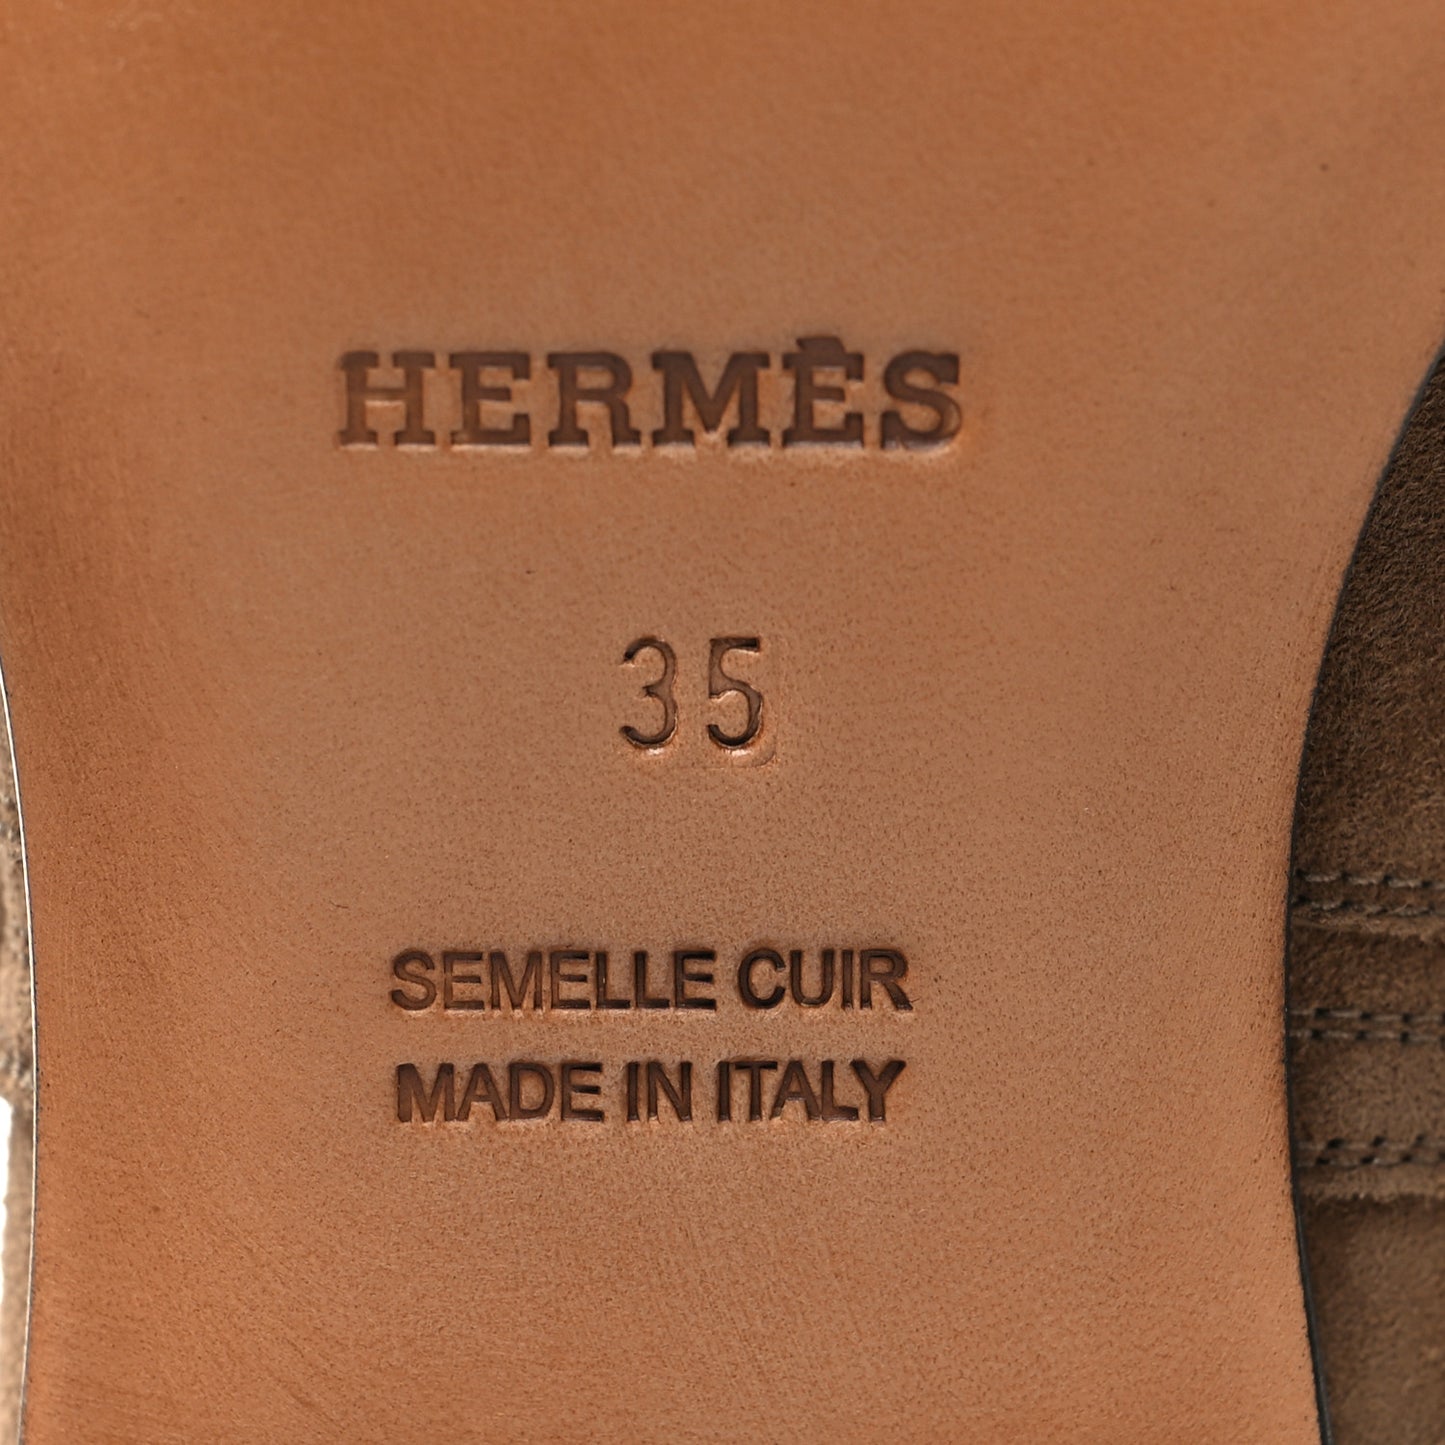 HERMÈS
35
SEMELLE CUIR
MADE IN ITALY